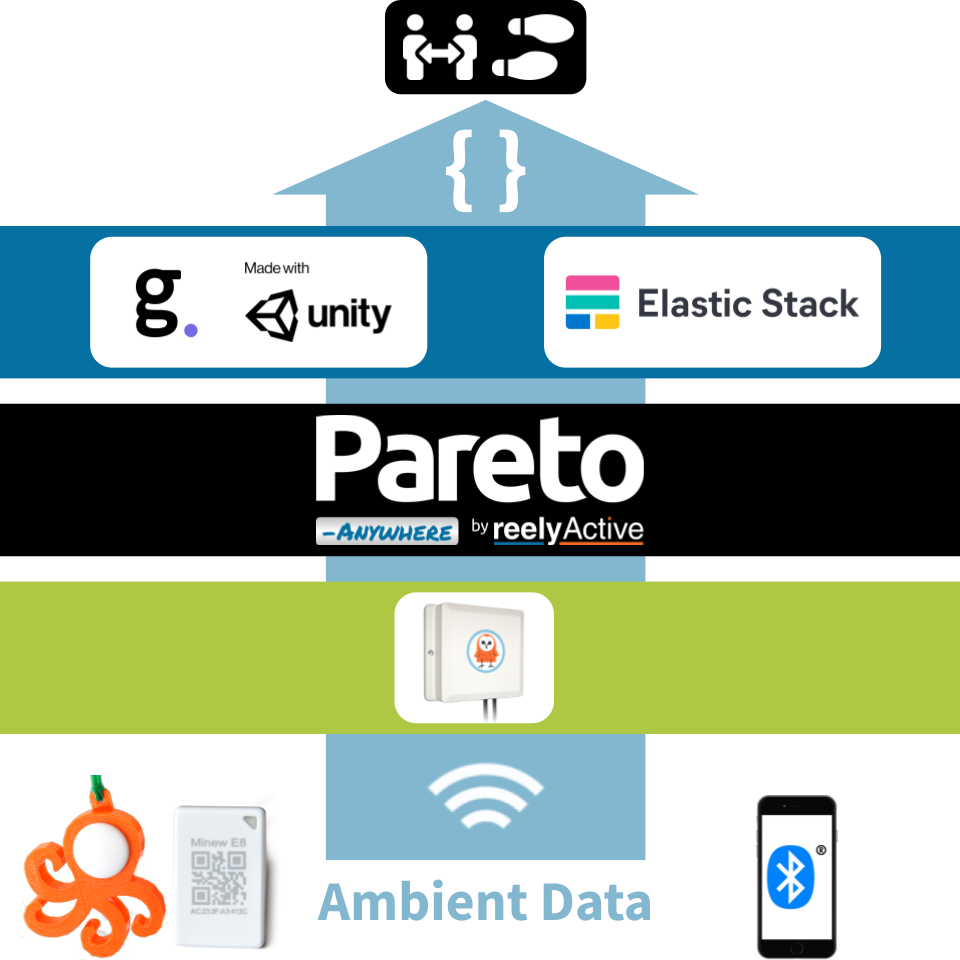 { }
g.
Made with
unity
Elastic Stack
Pareto
-ANYWHERE by reelyActive
Minew E8
AC233FA3413C
®
Ambient Data